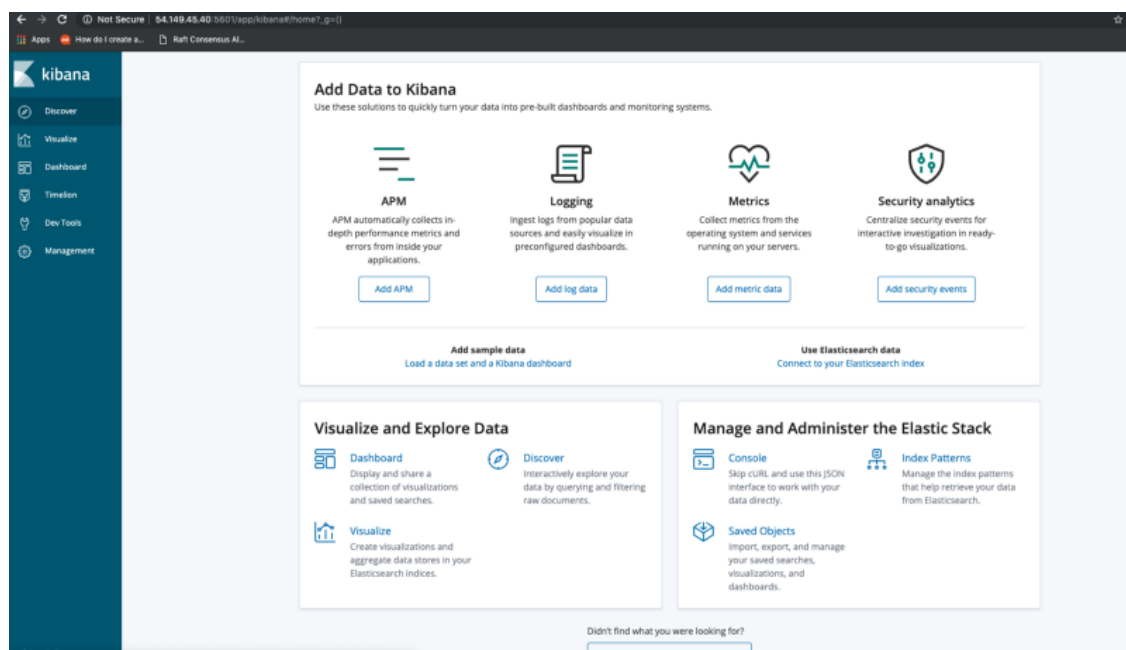 Not Secure 54.149.45.40:5601/app/kibana#/home?_g=()
Apps How do I create a... Raft Consensus Al...
kibana
Discover
Visualize
Dashboard
Timelion
Dev Tools
Management
Add Data to Kibana
Use these solutions to quickly turn your data into pre-built dashboards and monitoring systems.
APM
APM automatically collects in-
depth performance metrics and
errors from inside your
applications.
Add APM
Logging
Ingest logs from popular data
sources and easily visualize in
preconfigured dashboards.
Add log data
Metrics
Collect metrics from the
operating system and services
running on your servers.
Add metric data
Security analytics
Centralize security events for
interactive investigation in ready-
to-go visualizations.
Add security events
Add sample data
Load a data set and a Kibana dashboard
Use Elasticsearch data
Connect to your Elasticsearch index
Visualize and Explore Data
Dashboard
Display and share a
collection of visualizations
and saved searches.
Discover
Interactively explore your
data by querying and filtering
raw documents.
Visualize
Create visualizations and
aggregate data stores in your
Elasticsearch indices.
Manage and Administer the Elastic Stack
Console
Skip cURL and use this JSON
interface to work with your
data directly.
Index Patterns
Manage the index patterns
that help retrieve your data
from Elasticsearch.
Saved Objects
Import, export, and manage
your saved searches,
visualizations, and
dashboards.
Didn't find what you were looking for?